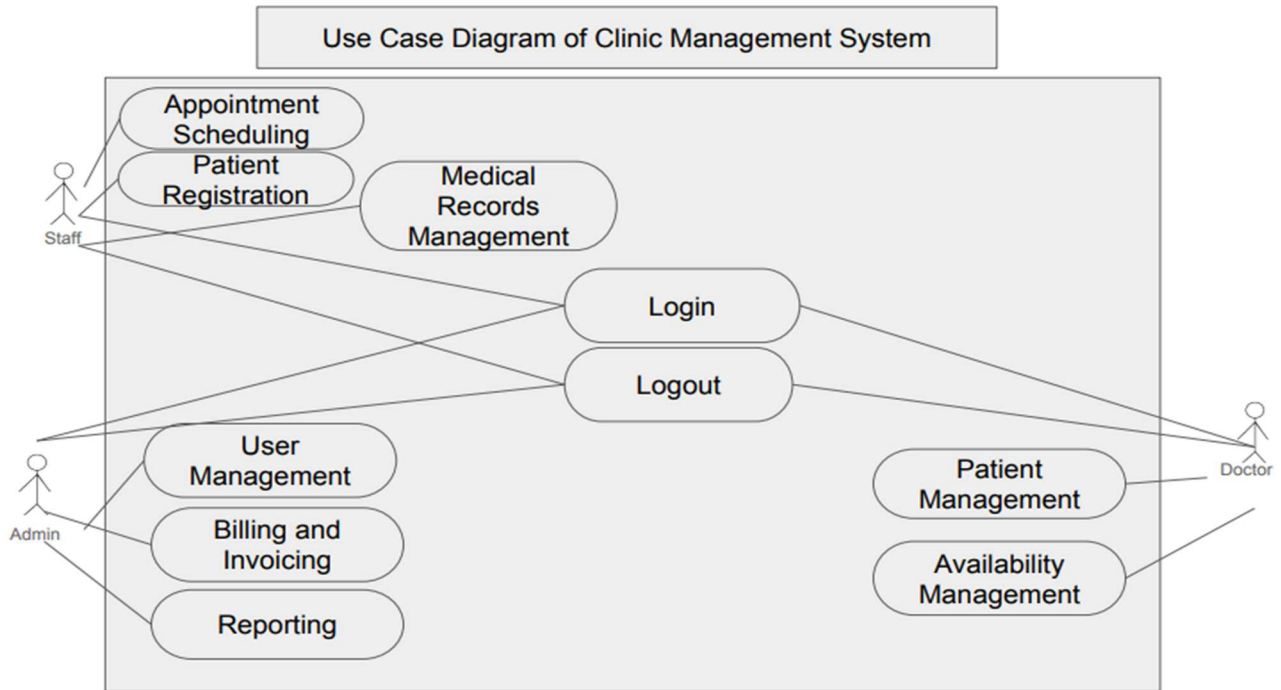 Use Case Diagram of Clinic Management System
Appointment
Scheduling
Patient
Registration
Medical
Records
Management
Staff
Login
Logout
User
Management
Admin
Billing and
Invoicing
Reporting
Doctor
Patient
Management
Availability
Management